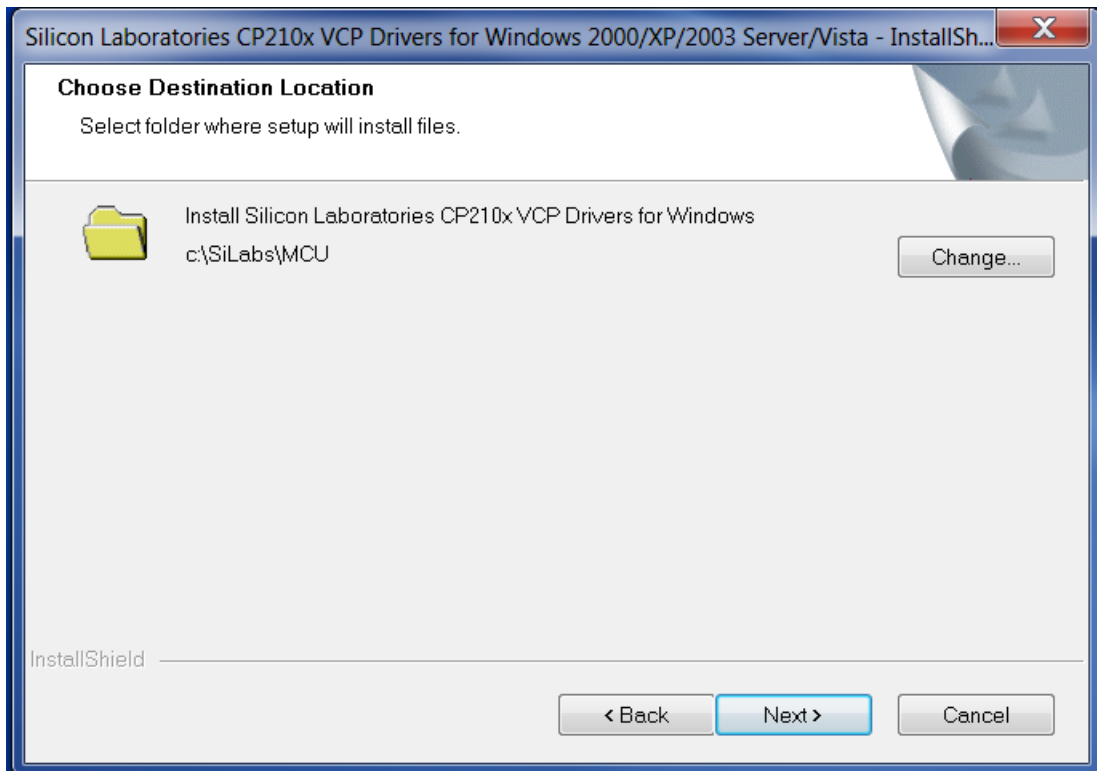 Silicon Laboratories CP210x VCP Drivers for Windows 2000/XP/2003 Server/Vista - InstallSh...
X
Choose Destination Location
Select folder where setup will install files.
Install Silicon Laboratories CP210x VCP Drivers for Windows
c:\SiLabs\MCU
Change...
InstallShield
< Back
Next >
Cancel